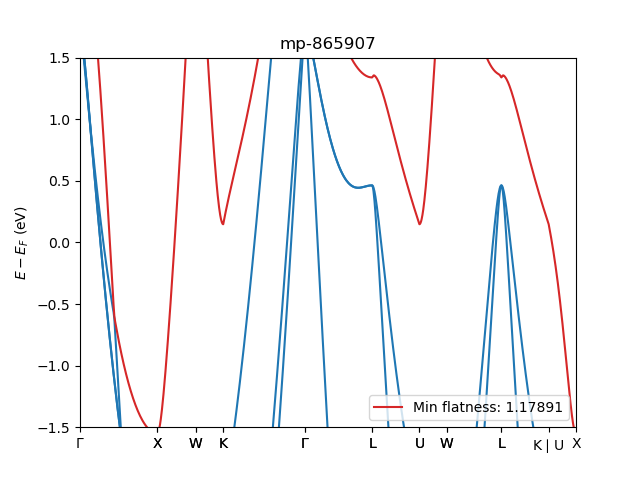 mp-865907
1.5
1.0
0.5
0.0
−0.5
−1.0
−1.5
E − E_F (eV)
Min flatness: 1.17891
Γ X W K Γ L U W L K | U X